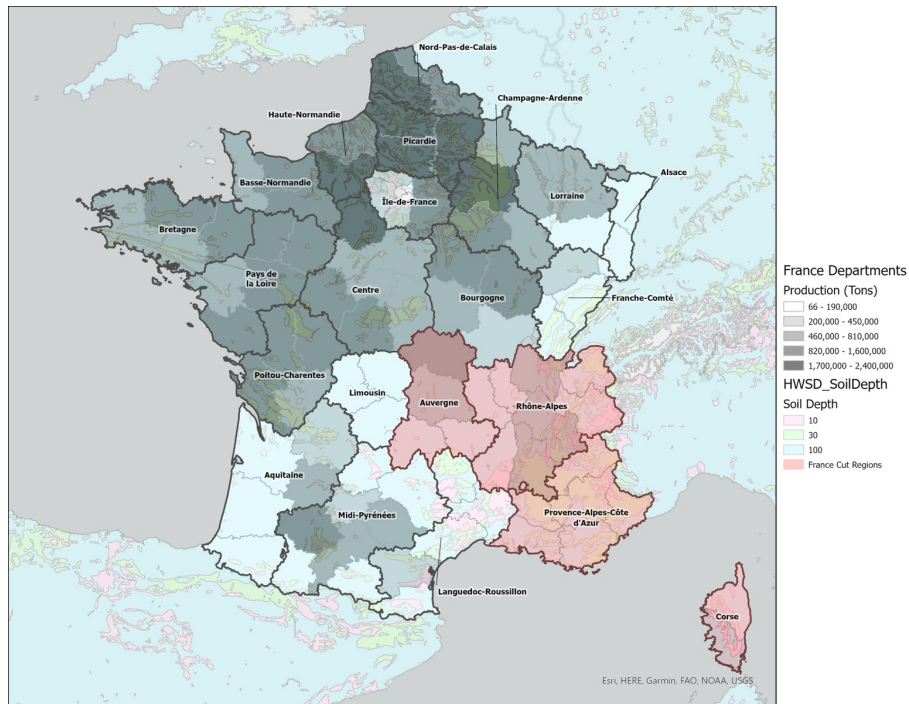 Nord-Pas-de-Calais
Champagne-Ardenne
Haute-Normandie
Picardie
Alsace
Basse-Normandie
Île-de-France
Lorraine
Bretagne
Pays de
la Loire
Centre
Bourgogne
Franche-Comté
Poitou-Charentes
Limousin
Auvergne
Rhône-Alpes
Aquitaine
Midi-Pyrénées
Provence-Alpes-Côte
d'Azur
Languedoc-Roussillon
Corse
Esri, HERE, Garmin, FAO, NOAA, USGS
France Departments
Production (Tons)
66 - 190,000
200,000 - 450,000
460,000 - 810,000
820,000 - 1,600,000
1,700,000 - 2,400,000
HWSD_SoilDepth
Soil Depth
10
30
100
France Cut Regions